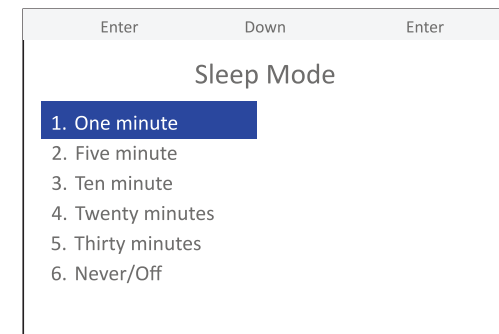 Enter Down Enter
Sleep Mode
1. One minute
2. Five minute
3. Ten minute
4. Twenty minutes
5. Thirty minutes
6. Never/Off